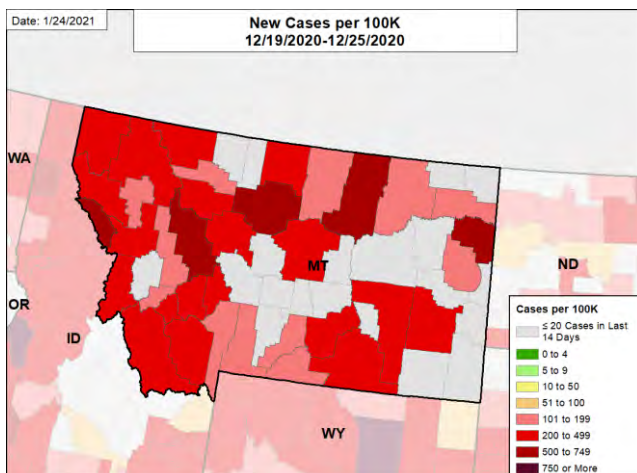 Date: 1/24/2021
New Cases per 100K
12/19/2020-12/25/2020
WA
MT
ND
OR
ID
WY
Cases per 100K
≤ 20 Cases in Last
14 Days
0 to 4
5 to 9
10 to 50
51 to 100
101 to 199
200 to 499
500 to 749
750 or More